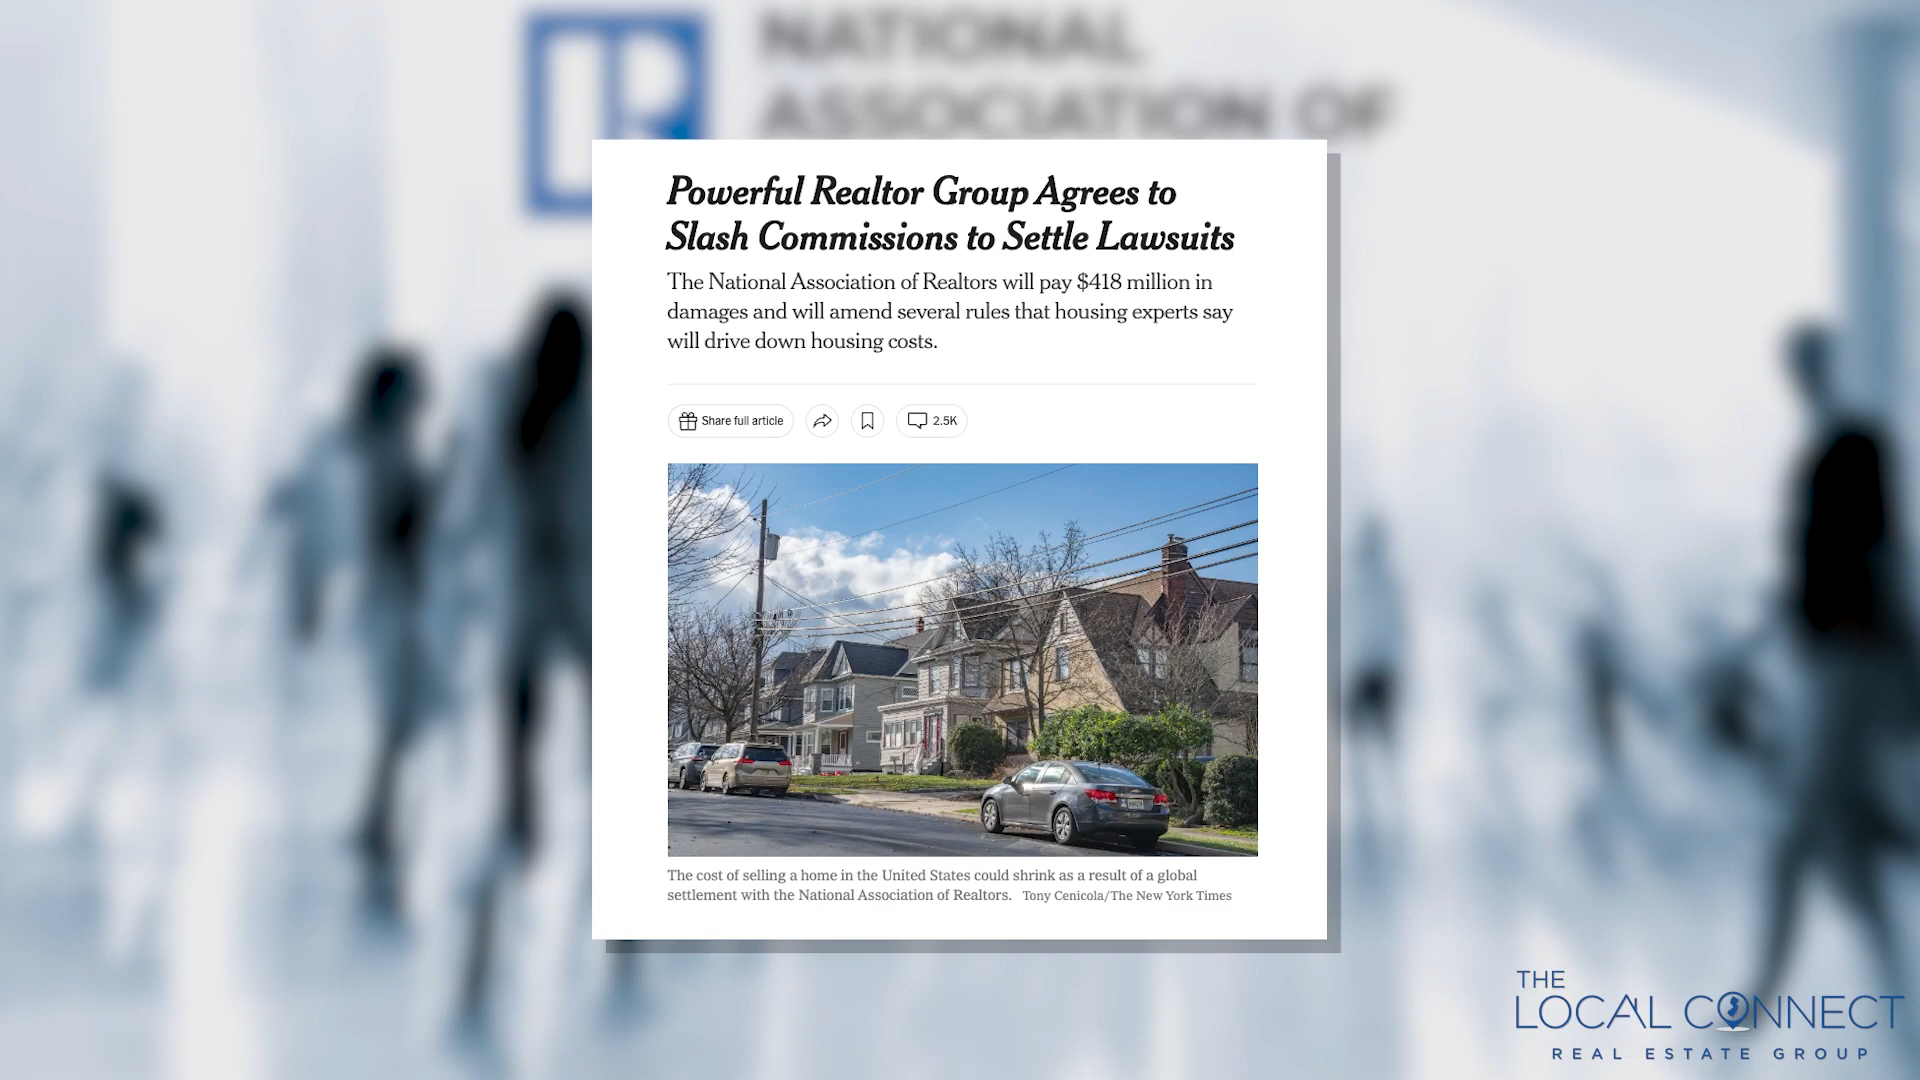 NATIONAL
ASSOCIATION OF
Powerful Realtor Group Agrees to
Slash Commissions to Settle Lawsuits
The National Association of Realtors will pay $418 million in
damages and will amend several rules that housing experts say
will drive down housing costs.
Share full article
2.5K
The cost of selling a home in the United States could shrink as a result of a global
settlement with the National Association of Realtors. Tony Cenicola/The New York Times
THE
LOCAL CONNECT
REAL ESTATE GROUP